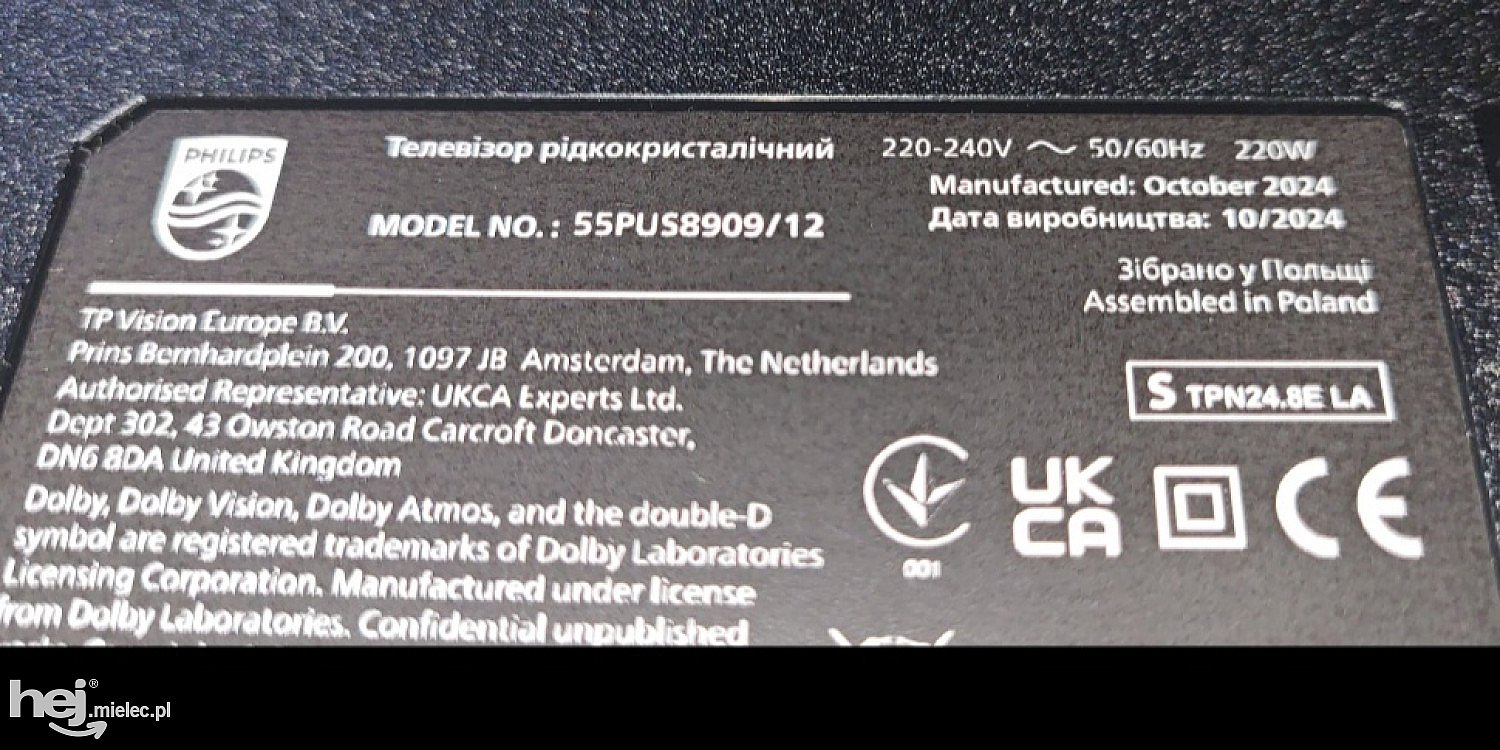 PHILIPS
Телевізор рідкокристалічний
220-240V ~ 50/60Hz 220W
MODEL NO. : 55PUS8909/12
Manufactured: October 2024
Дата виробництва: 10/2024
Зібрано у Польщі
Assembled in Poland
TP Vision Europe B.V.
Prins Bernhardplein 200, 1097 JB Amsterdam, The Netherlands
Authorised Representative: UKCA Experts Ltd.
Dept 302, 43 Owston Road Carcroft Doncaster,
DN6 8DA United Kingdom
S TPN24.8E LA
Dolby, Dolby Vision, Dolby Atmos, and the double-D
symbol are registered trademarks of Dolby Laboratories
Licensing Corporation. Manufactured under license
from Dolby Laboratories. Confidential unpublished
001
UK
CA
CE
hej®.mielec.pl